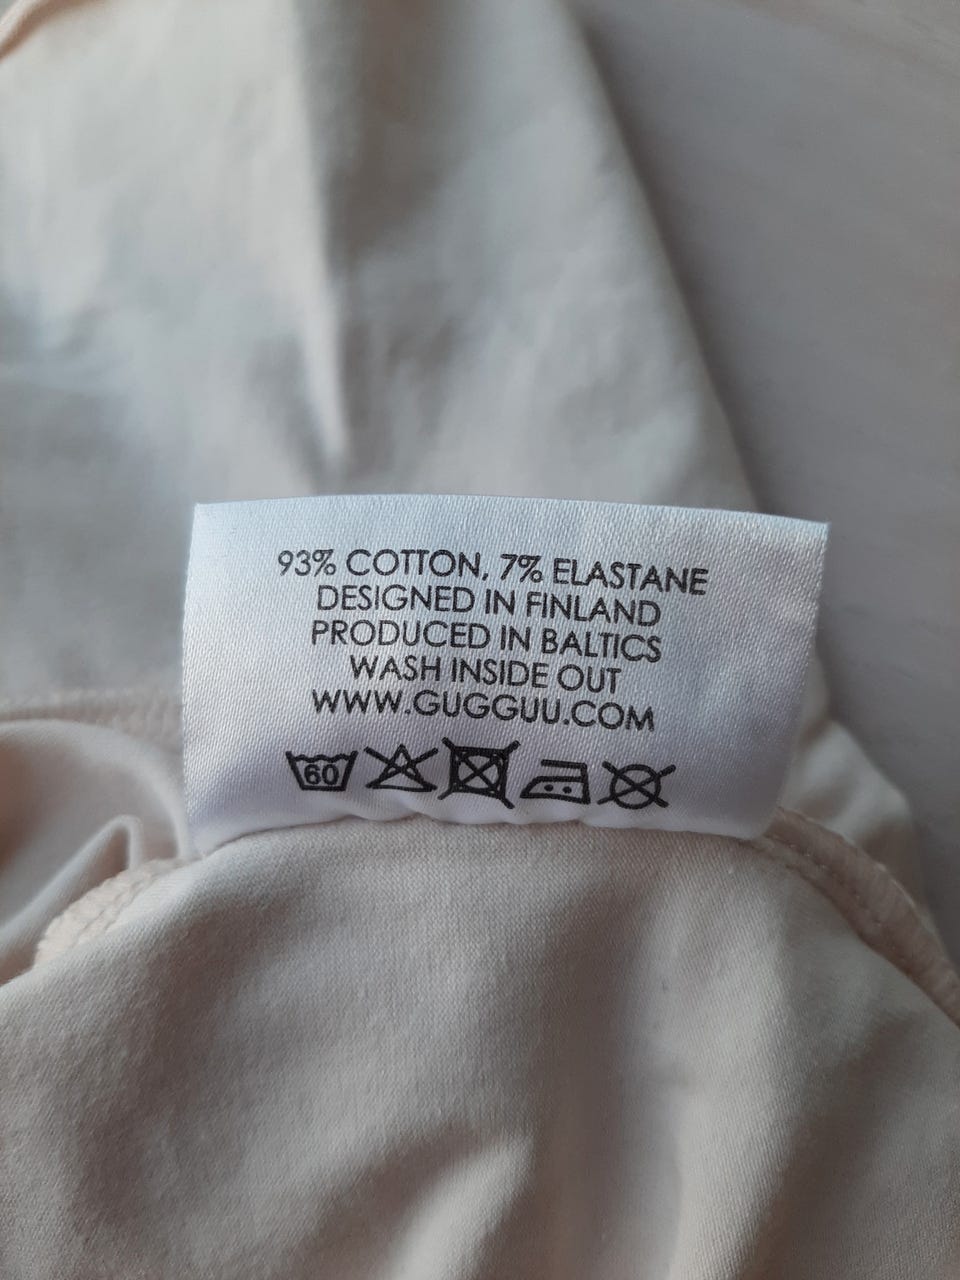 93% COTTON, 7% ELASTANE
DESIGNED IN FINLAND
PRODUCED IN BALTICS
WASH INSIDE OUT
WWW.GUGGUU.COM
60